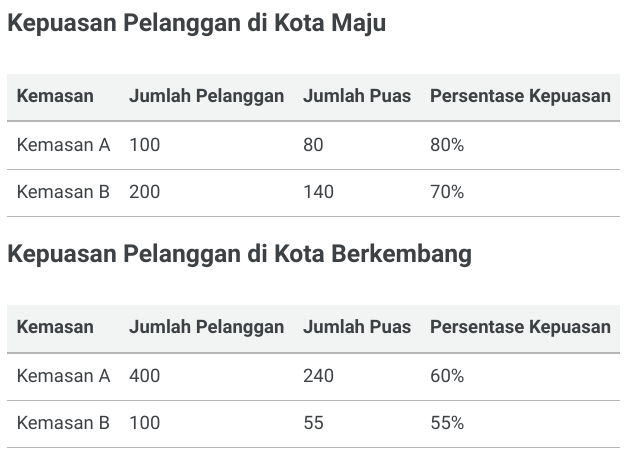 Kepuasan Pelanggan di Kota Maju
Kemasan Jumlah Pelanggan Jumlah Puas Persentase Kepuasan
Kemasan A 100 80 80%
Kemasan B 200 140 70%
Kepuasan Pelanggan di Kota Berkembang
Kemasan Jumlah Pelanggan Jumlah Puas Persentase Kepuasan
Kemasan A 400 240 60%
Kemasan B 100 55 55%